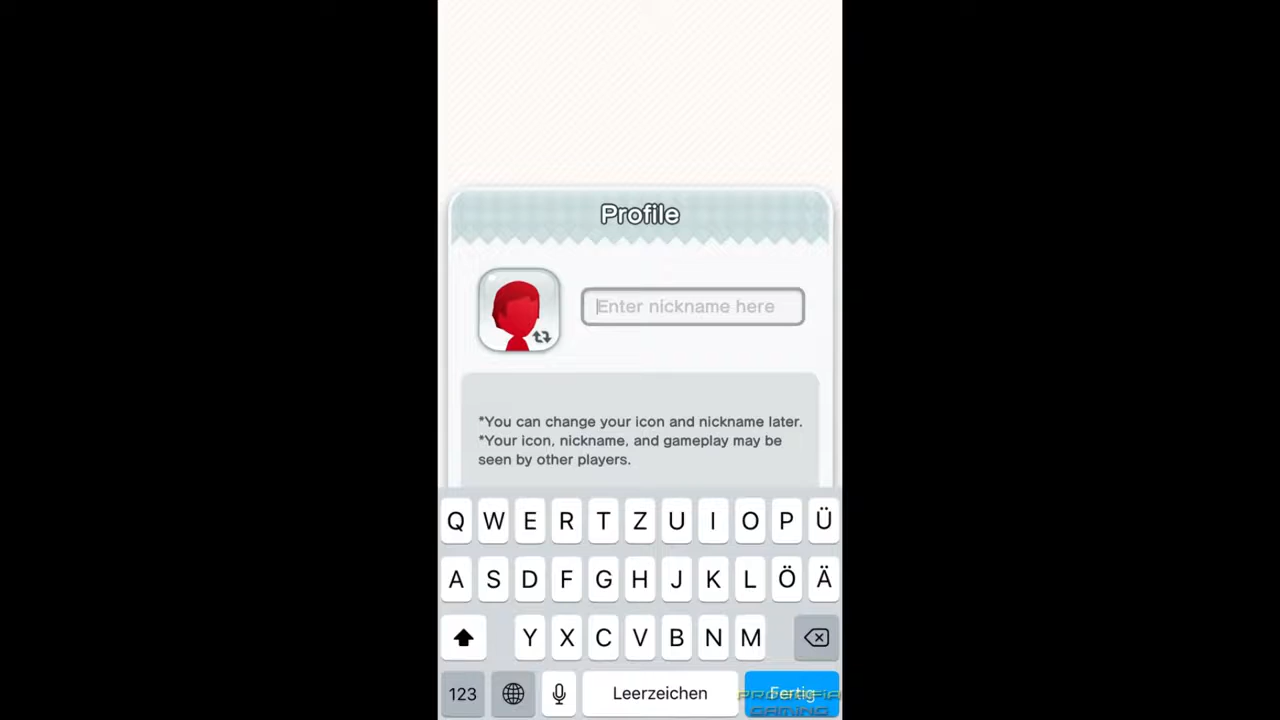 Profile
Enter nickname here
*You can change your icon and nickname later.
*Your icon, nickname, and gameplay may be
seen by other players.
Q W E R T Z U I O P Ü
A S D F G H J K L Ö Ä
Y X C V B N M
123 Leerzeichen Fertig
GAMING